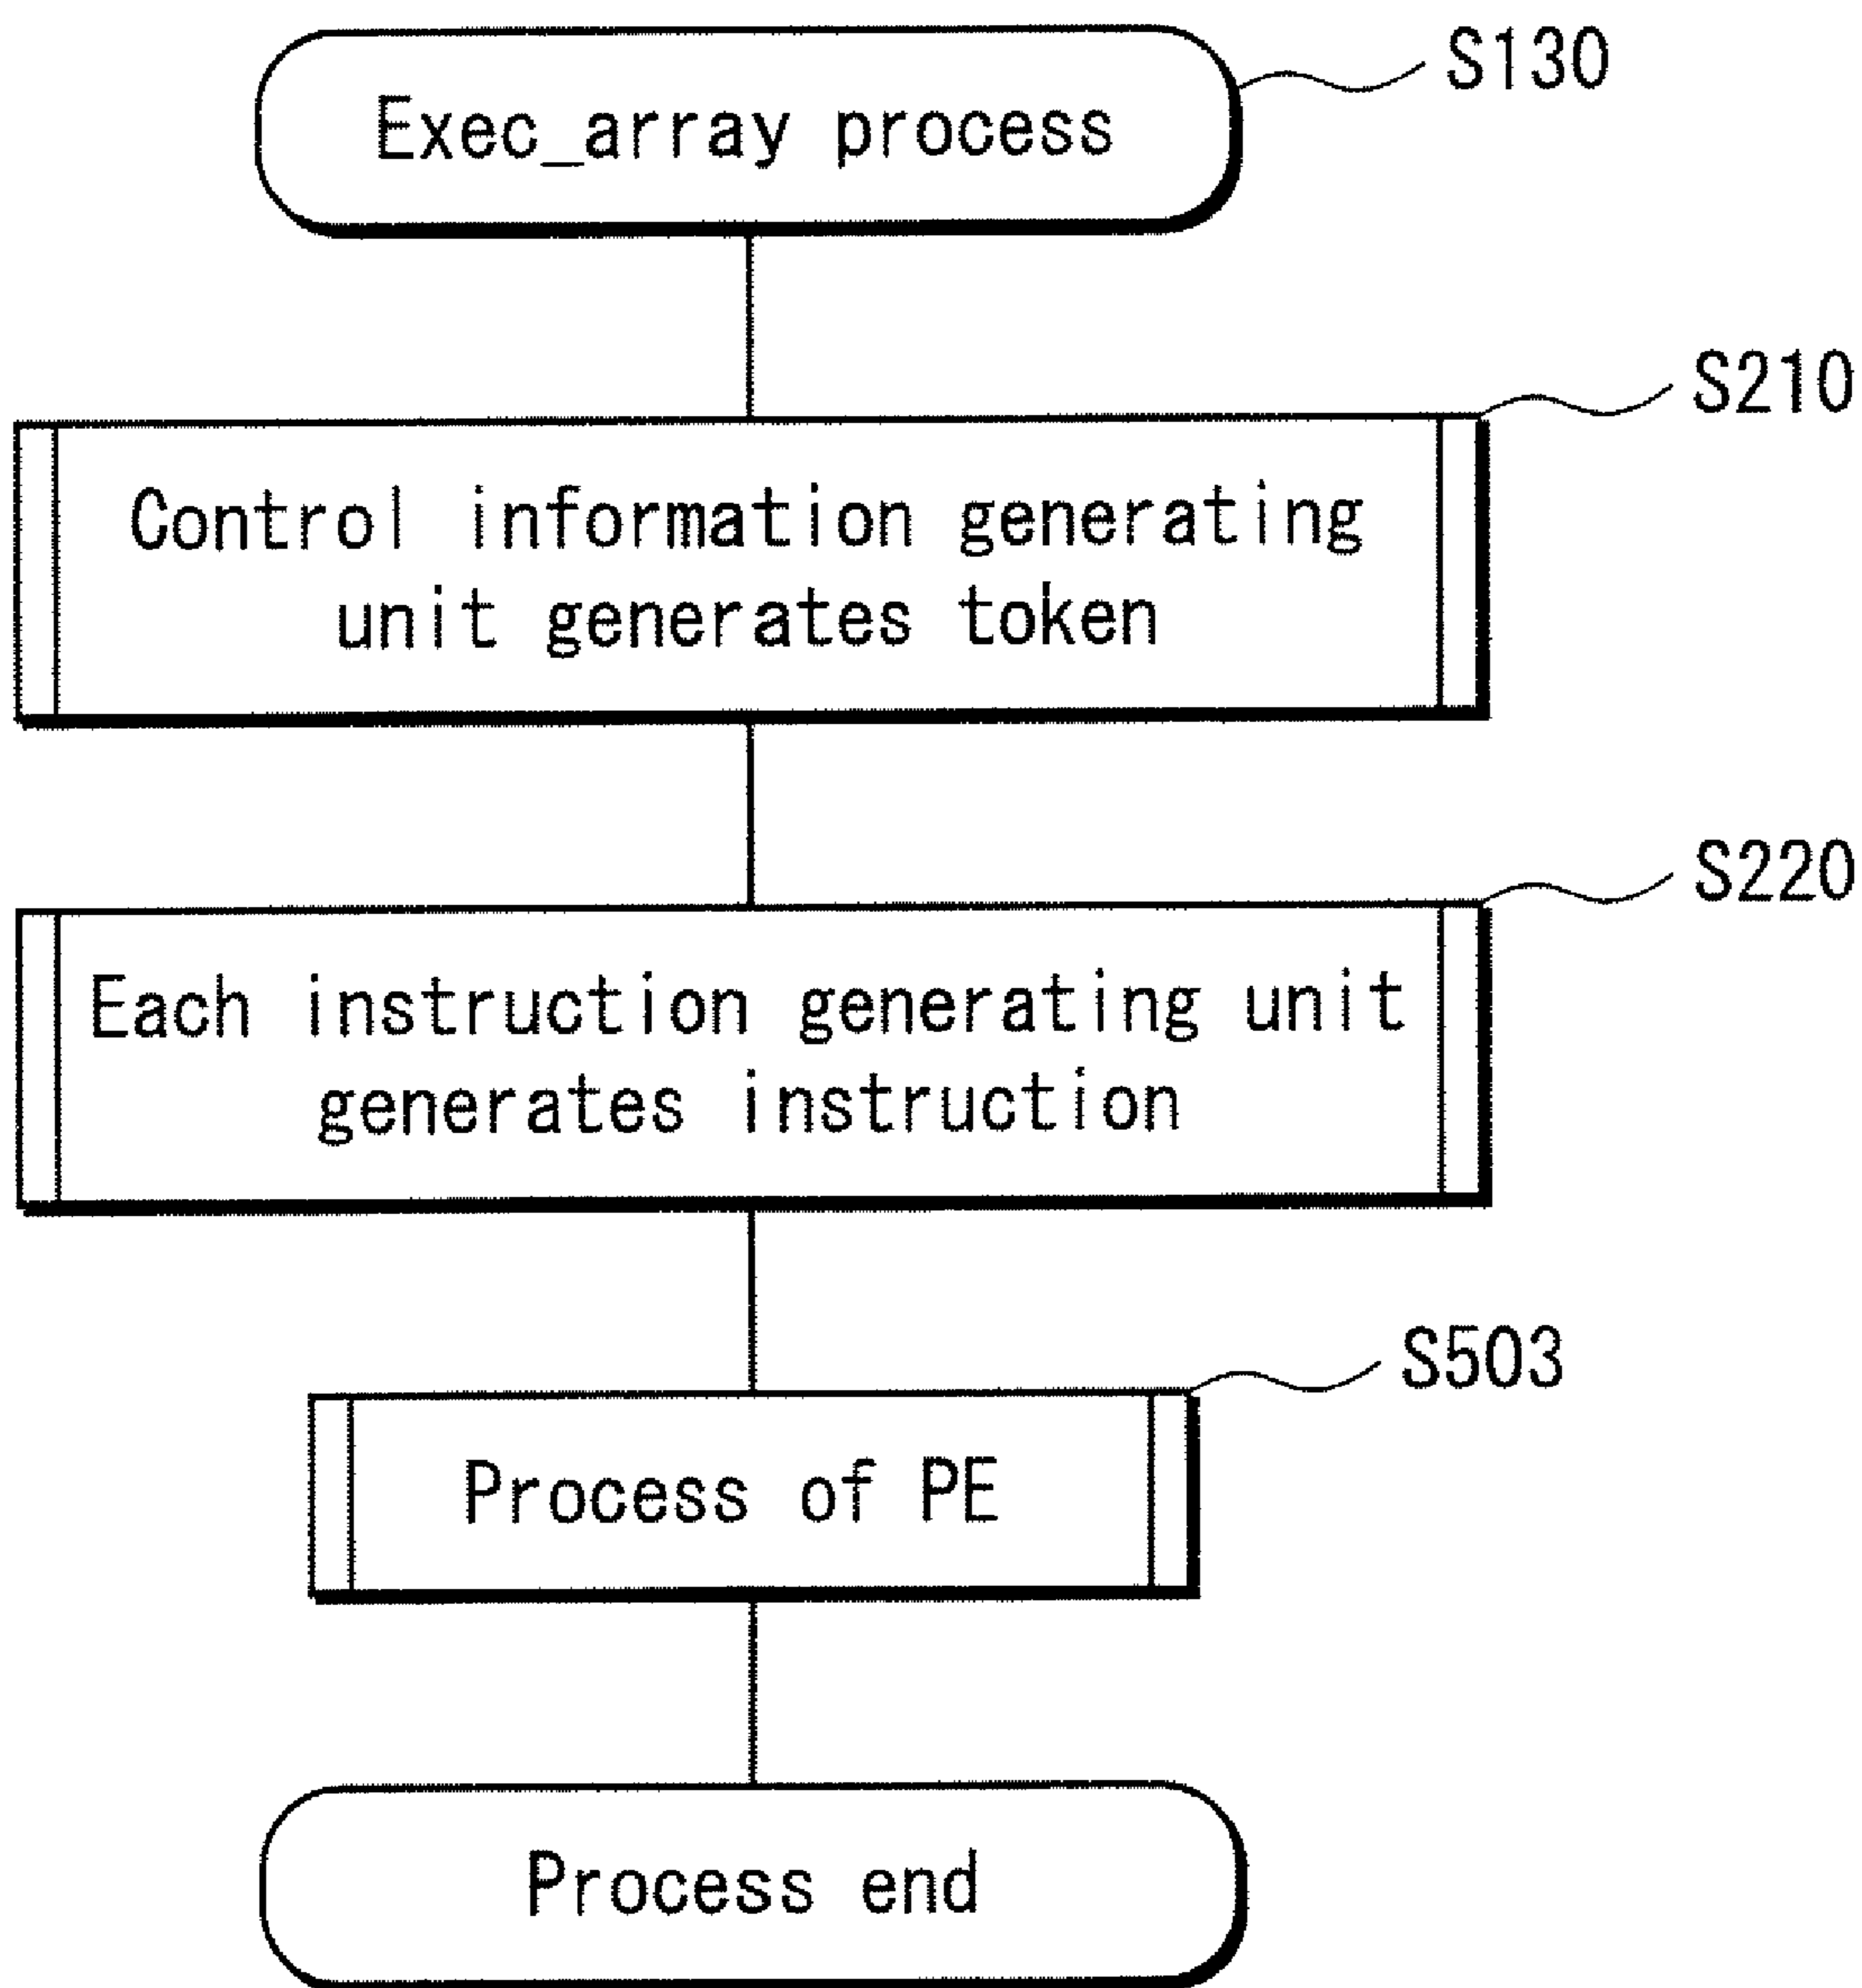 Exec_array process
S130
S210
Control information generating
unit generates token
S220
Each instruction generating unit
generates instruction
S503
Process of PE
Process end